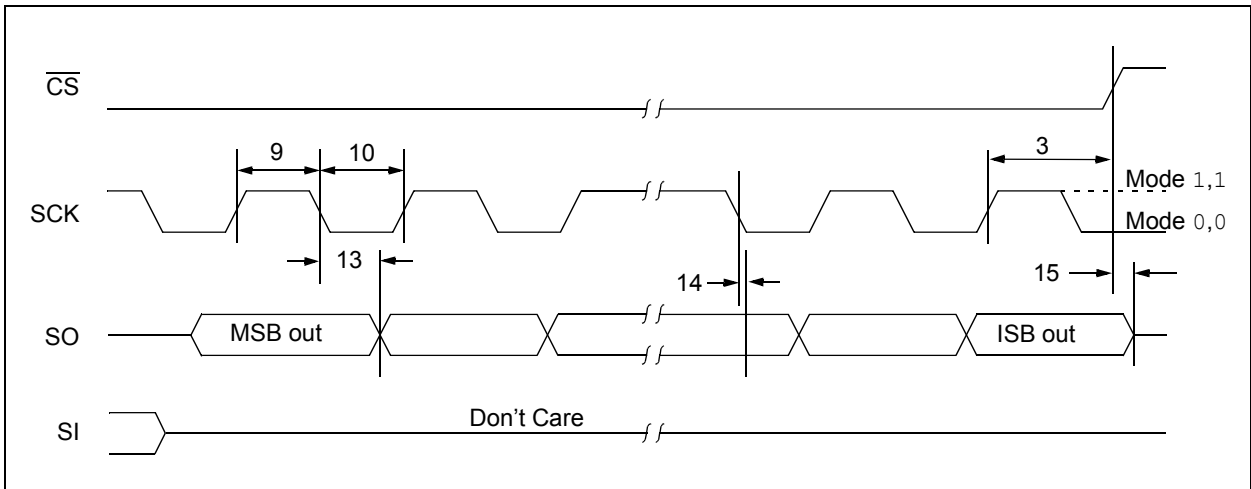 CS
9
10
3
SCK
Mode 1,1
Mode 0,0
13
14
15
SO
MSB out
ISB out
SI
Don't Care